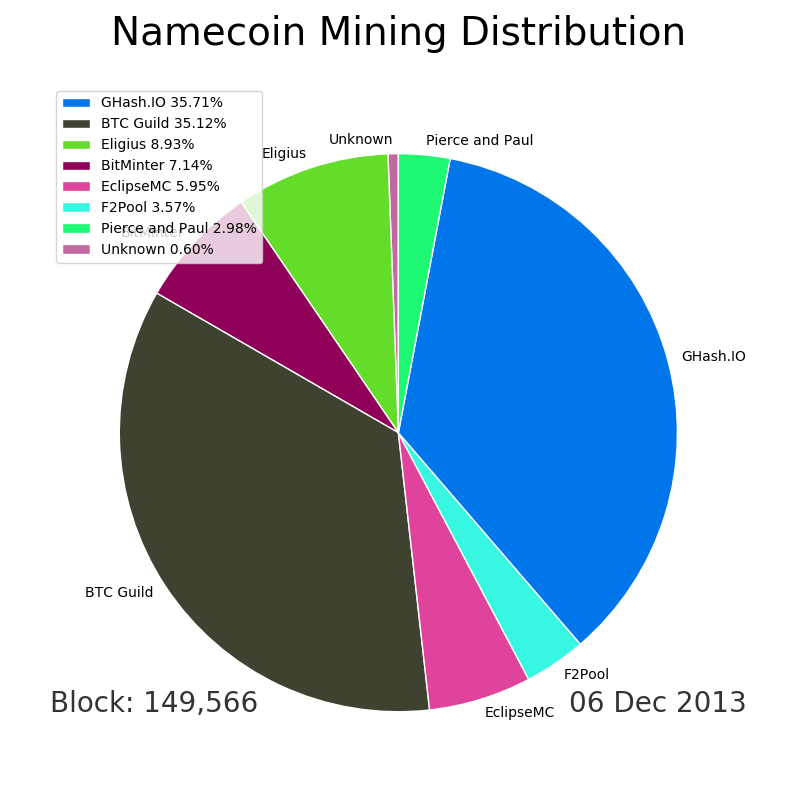 Namecoin Mining Distribution
GHash.IO 35.71%
BTC Guild 35.12%
Eligius 8.93%
BitMinter 7.14%
EclipseMC 5.95%
F2Pool 3.57%
Pierce and Paul 2.98%
Unknown 0.60%
Unknown
Pierce and Paul
Eligius
BitMinter
GHash.IO
BTC Guild
F2Pool
EclipseMC
Block: 149,566
06 Dec 2013